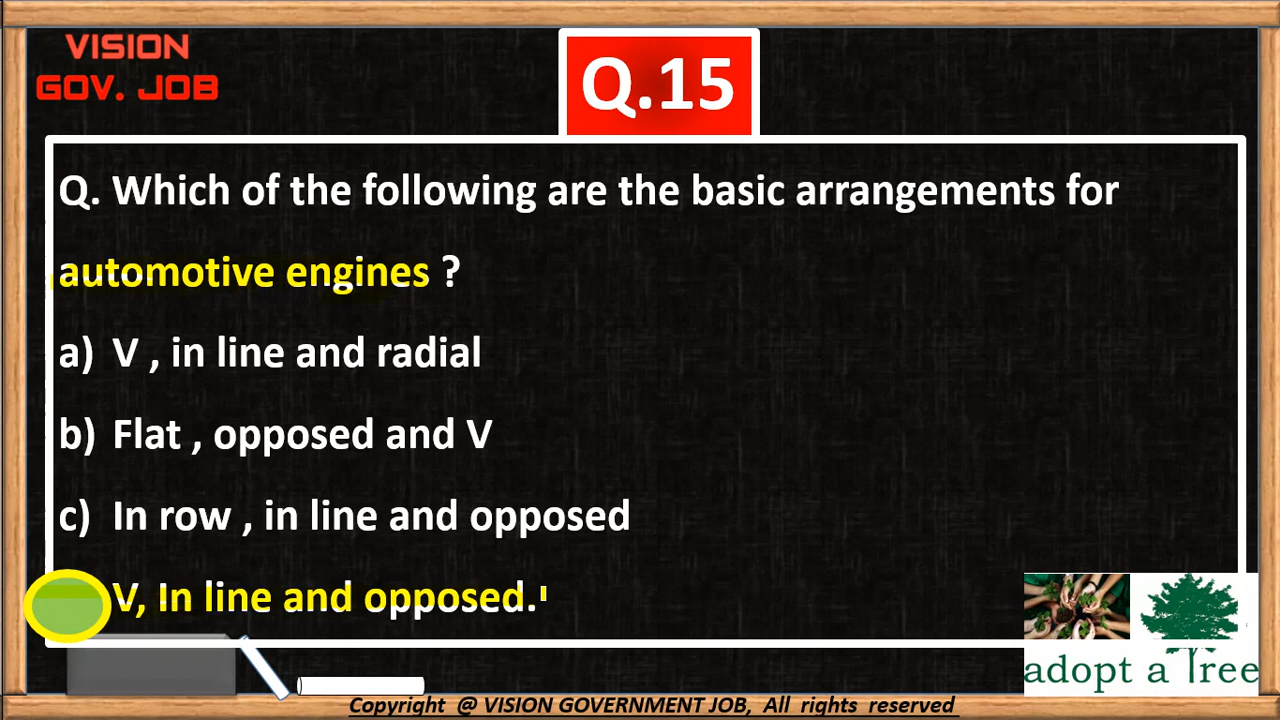 VISION
GOV. JOB
Q.15
Q. Which of the following are the basic arrangements for
automotive engines ?
a) V , in line and radial
b) Flat , opposed and V
c) In row , in line and opposed
V, In line and opposed.
adopt a Tree
Copyright @ VISION GOVERNMENT JOB, All rights reserved